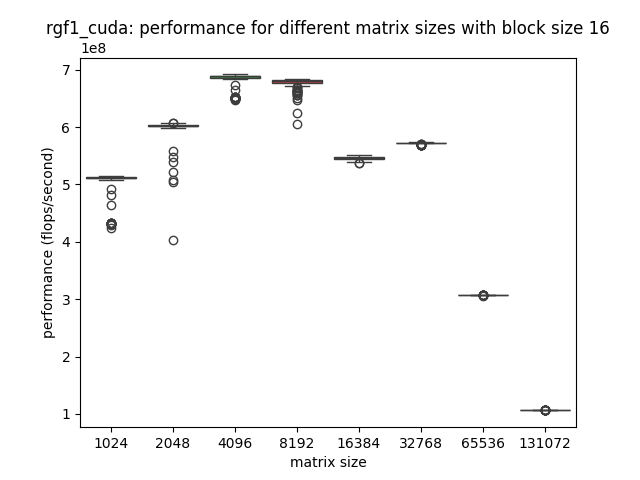 rgf1_cuda: performance for different matrix sizes with block size 16
1e8
7
6
5
4
3
2
1
performance (flops/second)
1024 2048 4096 8192 16384 32768 65536 131072
matrix size